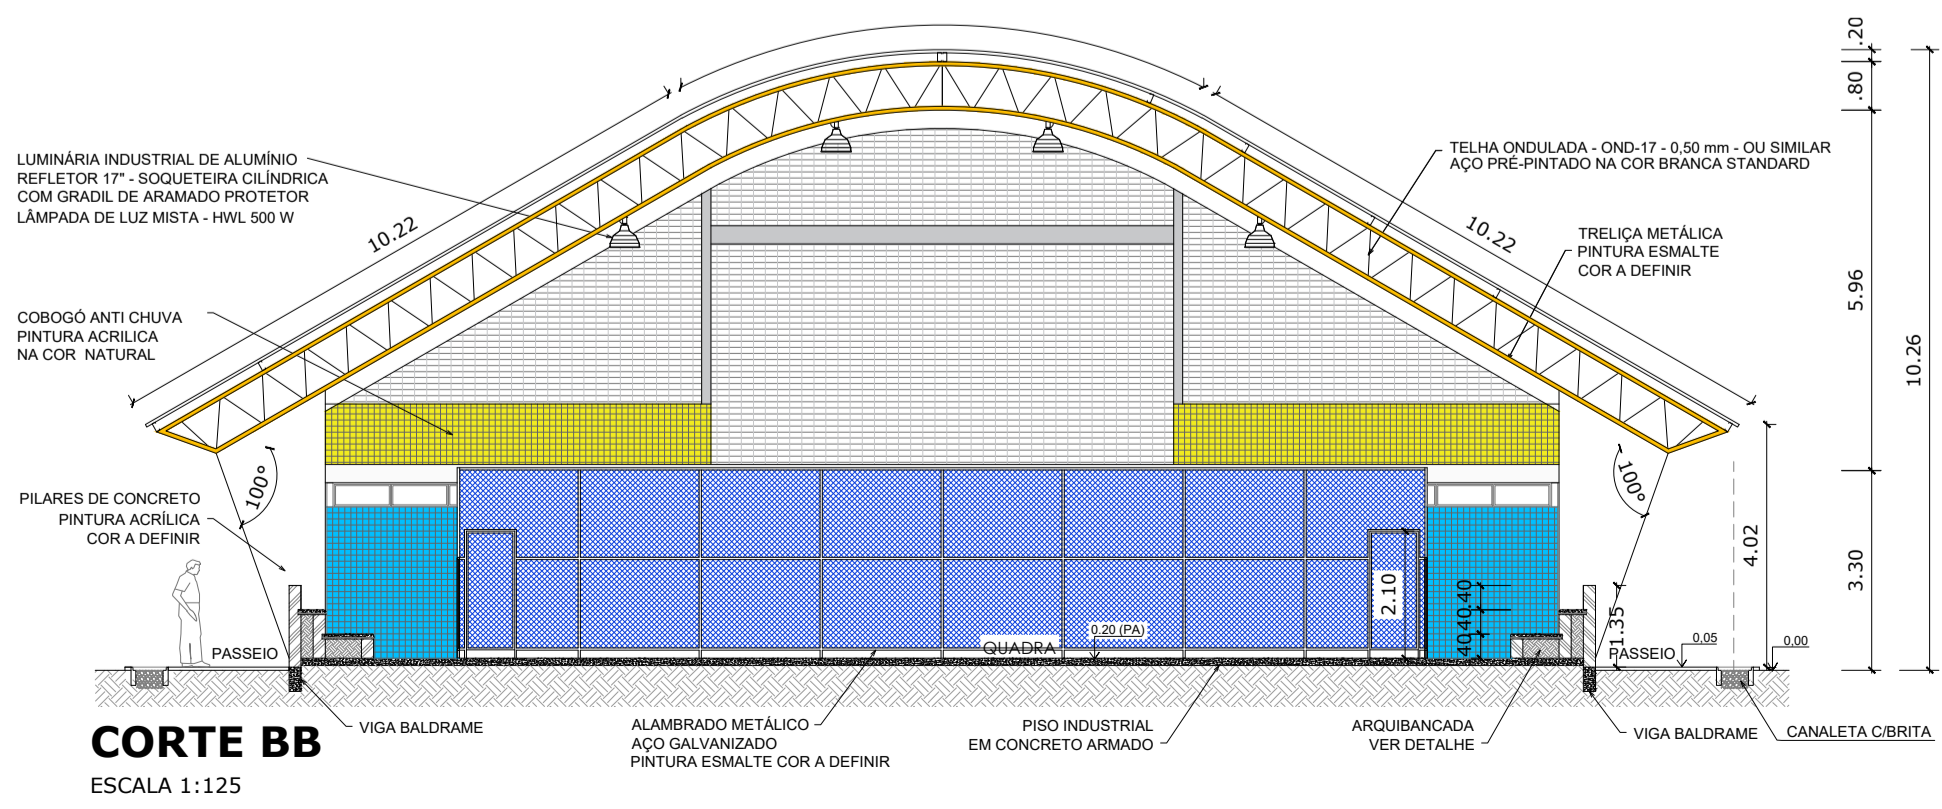 .20
.80
5.96
10.26
3.30
4.02
LUMINÁRIA INDUSTRIAL DE ALUMÍNIO
REFLETOR 17" - SOQUETEIRA CILÍNDRICA
COM GRADIL DE ARAMADO PROTETOR
LÂMPADA DE LUZ MISTA - HWL 500 W
10.22
10.22
TELHA ONDULADA - OND-17 - 0,50 mm - OU SIMILAR
AÇO PRÉ-PINTADO NA COR BRANCA STANDARD
TRELIÇA METÁLICA
PINTURA ESMALTE
COR A DEFINIR
COBOGÓ ANTI CHUVA
PINTURA ACRILICA
NA COR NATURAL
100°
100°
PILARES DE CONCRETO
PINTURA ACRÍLICA
COR A DEFINIR
2.10
.40
.40
.40
1.35
PASSEIO
QUADRA
0.20 (PA)
PASSEIO
0,05
0,00
VIGA BALDRAME
ALAMBRADO METÁLICO
AÇO GALVANIZADO
PINTURA ESMALTE COR A DEFINIR
PISO INDUSTRIAL
EM CONCRETO ARMADO
ARQUIBANCADA
VER DETALHE
VIGA BALDRAME
CANALETA C/BRITA
CORTE BB
ESCALA 1:125